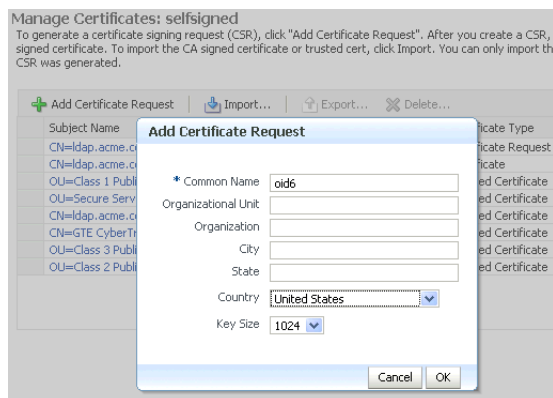 Manage Certificates: selfsigned
To generate a certificate signing request (CSR), click "Add Certificate Request". After you create a CSR,
signed certificate. To import the CA signed certificate or trusted cert, click Import. You can only import th
CSR was generated.
Add Certificate Request Import... Export... Delete...
Subject Name ficate Type
CN=ldap.acme.co ficate Request
CN=ldap.acme.co ficate
OU=Class 1 Publi ed Certificate
OU=Secure Serv ed Certificate
CN=ldap.acme.co ed Certificate
CN=GTE CyberTr ed Certificate
OU=Class 3 Publi ed Certificate
OU=Class 2 Publi ed Certificate
Add Certificate Request
* Common Name oid6
Organizational Unit
Organization
City
State
Country United States
Key Size 1024
Cancel OK